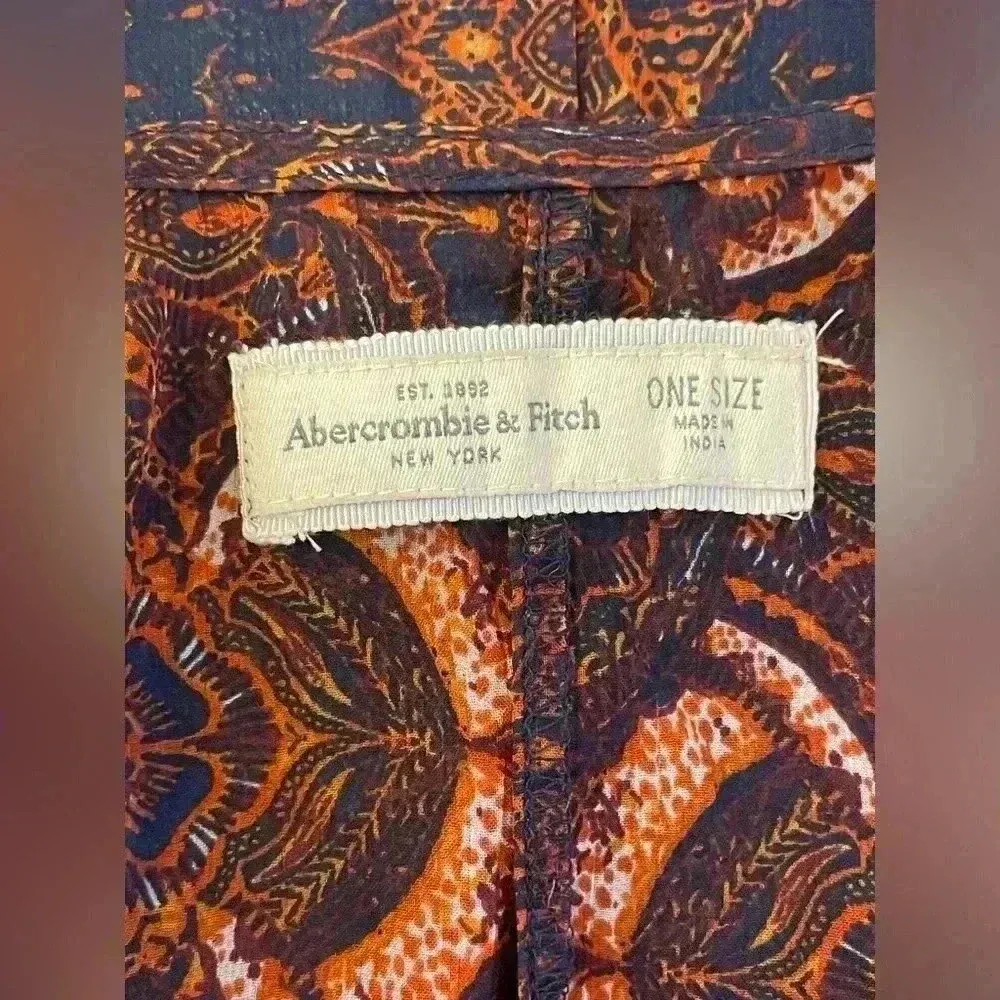 EST. 1892
Abercrombie & Fitch
NEW YORK
ONE SIZE
MADE IN
INDIA